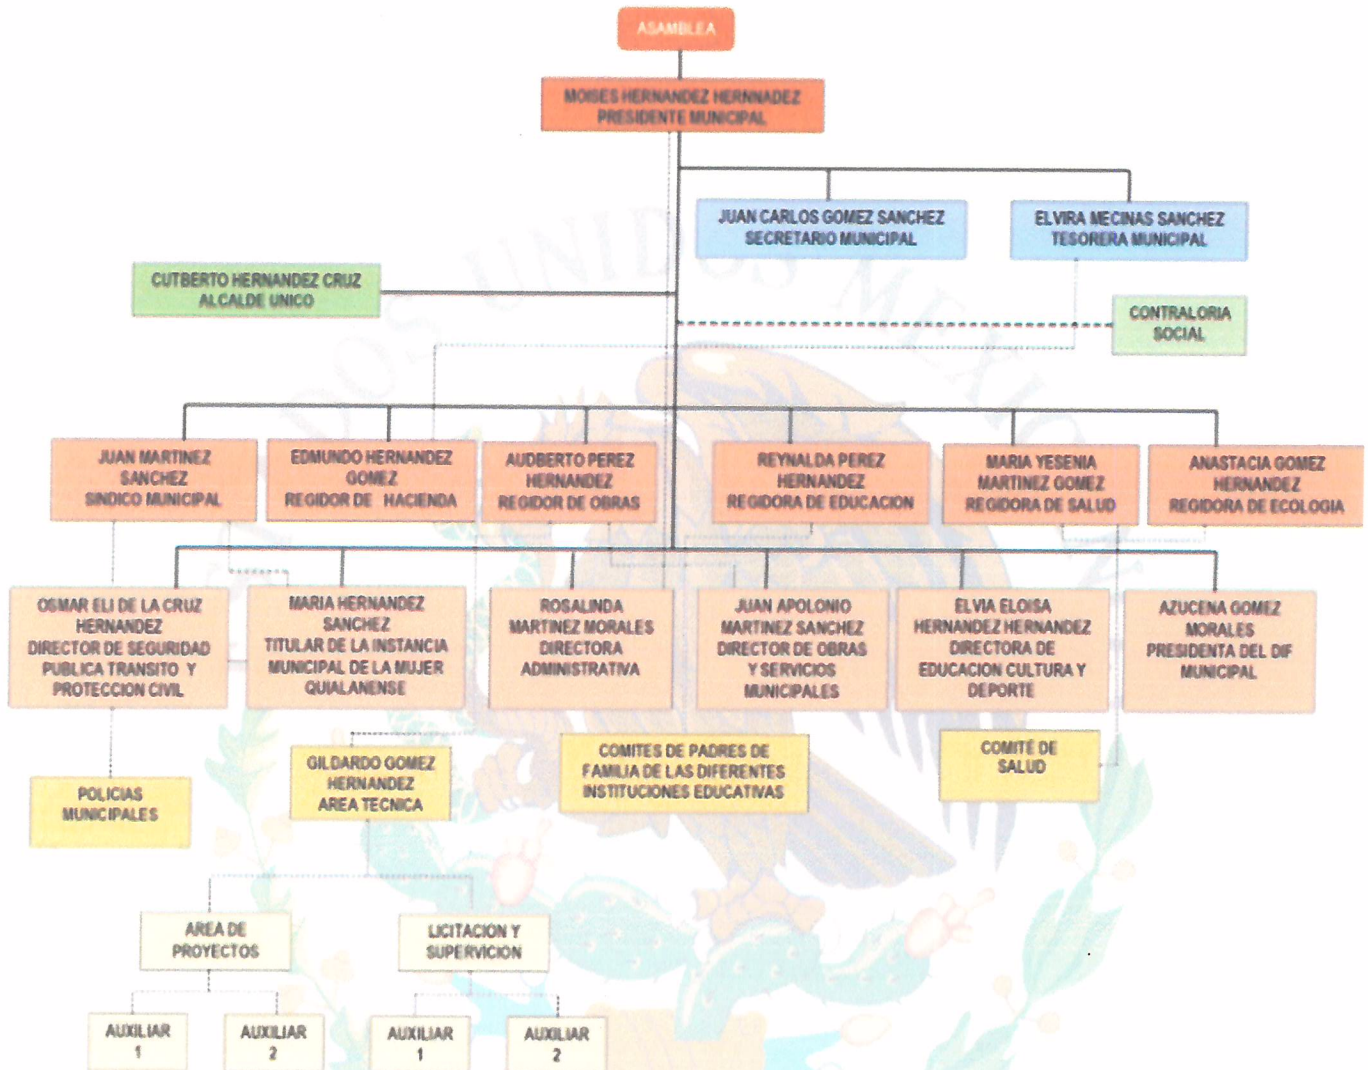 ASAMBLEA
MOISES HERNANDEZ HERNNADEZ
PRESIDENTE MUNICIPAL
JUAN CARLOS GOMEZ SANCHEZ
SECRETARIO MUNICIPAL
ELVIRA MECINAS SANCHEZ
TESORERA MUNICIPAL
CUTBERTO HERNANDEZ CRUZ
ALCALDE UNICO
CONTRALORIA
SOCIAL
JUAN MARTINEZ
SANCHEZ
SINDICO MUNICIPAL
EDMUNDO HERNANDEZ
GOMEZ
REGIDOR DE HACIENDA
AUDBERTO PEREZ
HERNANDEZ
REGIDOR DE OBRAS
REYNALDA PEREZ
HERNANDEZ
REGIDORA DE EDUCACION
MARIA YESENIA
MARTINEZ GOMEZ
REGIDORA DE SALUD
ANASTACIA GOMEZ
HERNANDEZ
REGIDORA DE ECOLOGIA
OSMAR ELI DE LA CRUZ
HERNANDEZ
DIRECTOR DE SEGURIDAD
PUBLICA TRANSITO Y
PROTECCION CIVIL
MARIA HERNANDEZ
SANCHEZ
TITULAR DE LA INSTANCIA
MUNICIPAL DE LA MUJER
QUIALANENSE
ROSALINDA
MARTINEZ MORALES
DIRECTORA
ADMINISTRATIVA
JUAN APOLONIO
MARTINEZ SANCHEZ
DIRECTOR DE OBRAS
Y SERVICIOS
MUNICIPALES
ELVIA ELOISA
HERNANDEZ HERNANDEZ
DIRECTORA DE
EDUCACION CULTURA Y
DEPORTE
AZUCENA GOMEZ
MORALES
PRESIDENTA DEL DIF
MUNICIPAL
POLICIAS
MUNICIPALES
GILDARDO GOMEZ
HERNANDEZ
AREA TECNICA
COMITES DE PADRES DE
FAMILIA DE LAS DIFERENTES
INSTITUCIONES EDUCATIVAS
COMITÉ DE
SALUD
AREA DE
PROYECTOS
LICITACION Y
SUPERVICION
AUXILIAR
1
AUXILIAR
2
AUXILIAR
1
AUXILIAR
2
DOS UNIDOS MEXICAN